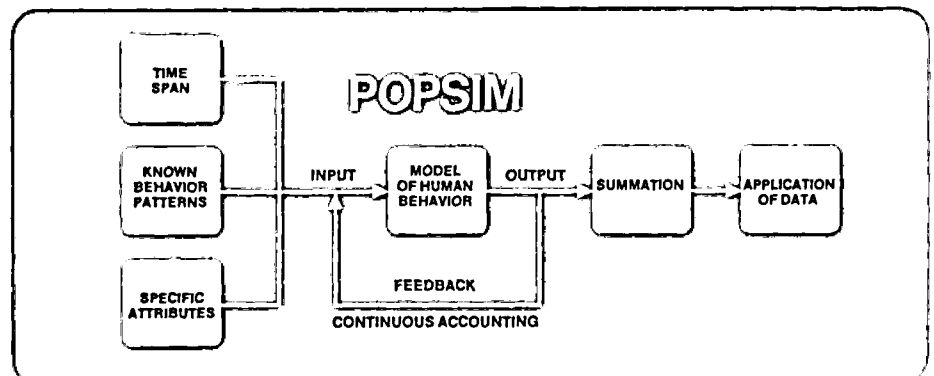 POPSIM
TIME
SPAN
KNOWN
BEHAVIOR
PATTERNS
SPECIFIC
ATTRIBUTES
INPUT
MODEL
OF HUMAN
BEHAVIOR
OUTPUT
SUMMATION
APPLICATION
OF DATA
FEEDBACK
CONTINUOUS ACCOUNTING